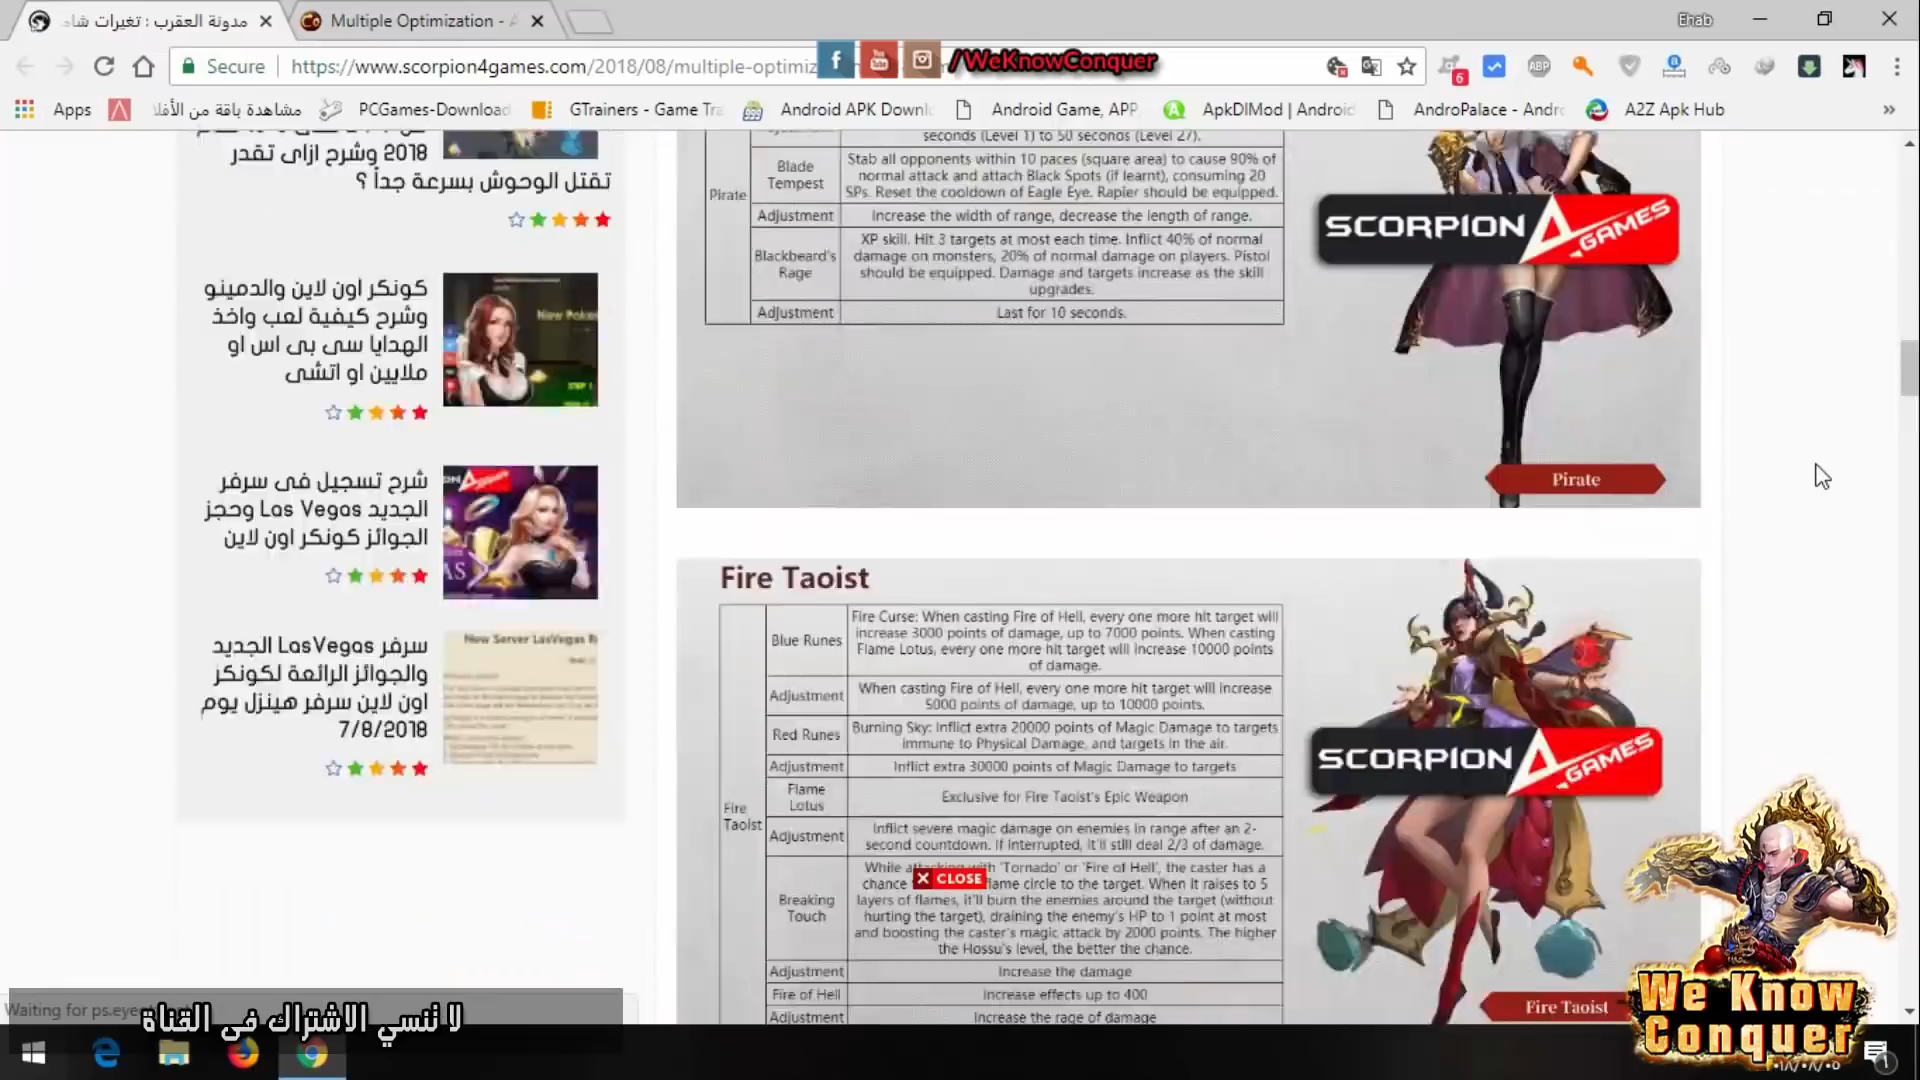 مدونة العقرب : تغيرات شام
Multiple Optimization - A
Ehab
Secure
https://www.scorpion4games.com/2018/08/multiple-optimiz
/WeKnowConquer
6
ABP
Apps
مشاهدة باقة من الأفلا
PCGames-Download
GTrainers - Game Tra
Android APK Downl
Android Game, APP,
ApkDlMod | Android
AndroPalace - Andro
A2Z Apk Hub
2018 وشرح ازاى تقدر
تقتل الوحوش بسرعة جداً ؟
كونكر اون لاين والدمينو
وشرح كيفية لعب واخذ
الهدايا سى بى اس او
ملايين او اتشى
شرح تسجيل فى سرفر
الجديد Las Vegas وحجز
الجوائز كونكر اون لاين
سرفر LasVegas الجديد
والجوائز الرائعة لكونكر
اون لاين سرفر هينزل يوم
7/8/2018
New Server LasVegas R
seconds (Level 1) to 50 seconds (Level 27).
Pirate
Blade Tempest
Stab all opponents within 10 paces (square area) to cause 90% of
normal attack and attach Black Spots (if learnt), consuming 20
SPs. Reset the cooldown of Eagle Eye. Rapier should be equipped.
Adjustment
Increase the width of range, decrease the length of range.
Blackbeard's Rage
XP skill. Hit 3 targets at most each time. Inflict 40% of normal
damage on monsters, 20% of normal damage on players. Pistol
should be equipped. Damage and targets increase as the skill
upgrades.
Adjustment
Last for 10 seconds.
SCORPION 4 GAMES
Pirate
Fire Taoist
Fire Taoist
Blue Runes
Fire Curse: When casting Fire of Hell, every one more hit target will
increase 3000 points of damage, up to 7000 points. When casting
Flame Lotus, every one more hit target will increase 10000 points
of damage.
Adjustment
When casting Fire of Hell, every one more hit target will increase
5000 points of damage, up to 10000 points.
Red Runes
Burning Sky: Inflict extra 20000 points of Magic Damage to targets
immune to Physical Damage, and targets in the air.
Adjustment
Inflict extra 30000 points of Magic Damage to targets
Flame Lotus
Exclusive for Fire Taoist's Epic Weapon
Adjustment
Inflict severe magic damage on enemies in range after an 2-
second countdown. If interrupted, it'll still deal 2/3 of damage.
Breaking Touch
While attacking with 'Tornado' or 'Fire of Hell', the caster has a
chance flame circle to the target. When it raises to 5
layers of flames, it'll burn the enemies around the target (without
hurting the target), draining the enemy's HP to 1 point at most
and boosting the caster's magic attack by 2000 points. The higher
the Hossu's level, the better the chance.
Adjustment
Increase the damage
Fire of Hell
Increase effects up to 400
Adjustment
Increase the rage of damage
CLOSE
SCORPION 4 GAMES
Fire Taoist
We Know
Conquer
Waiting for ps.eye
لا ننسي الاشتراك فى القناة